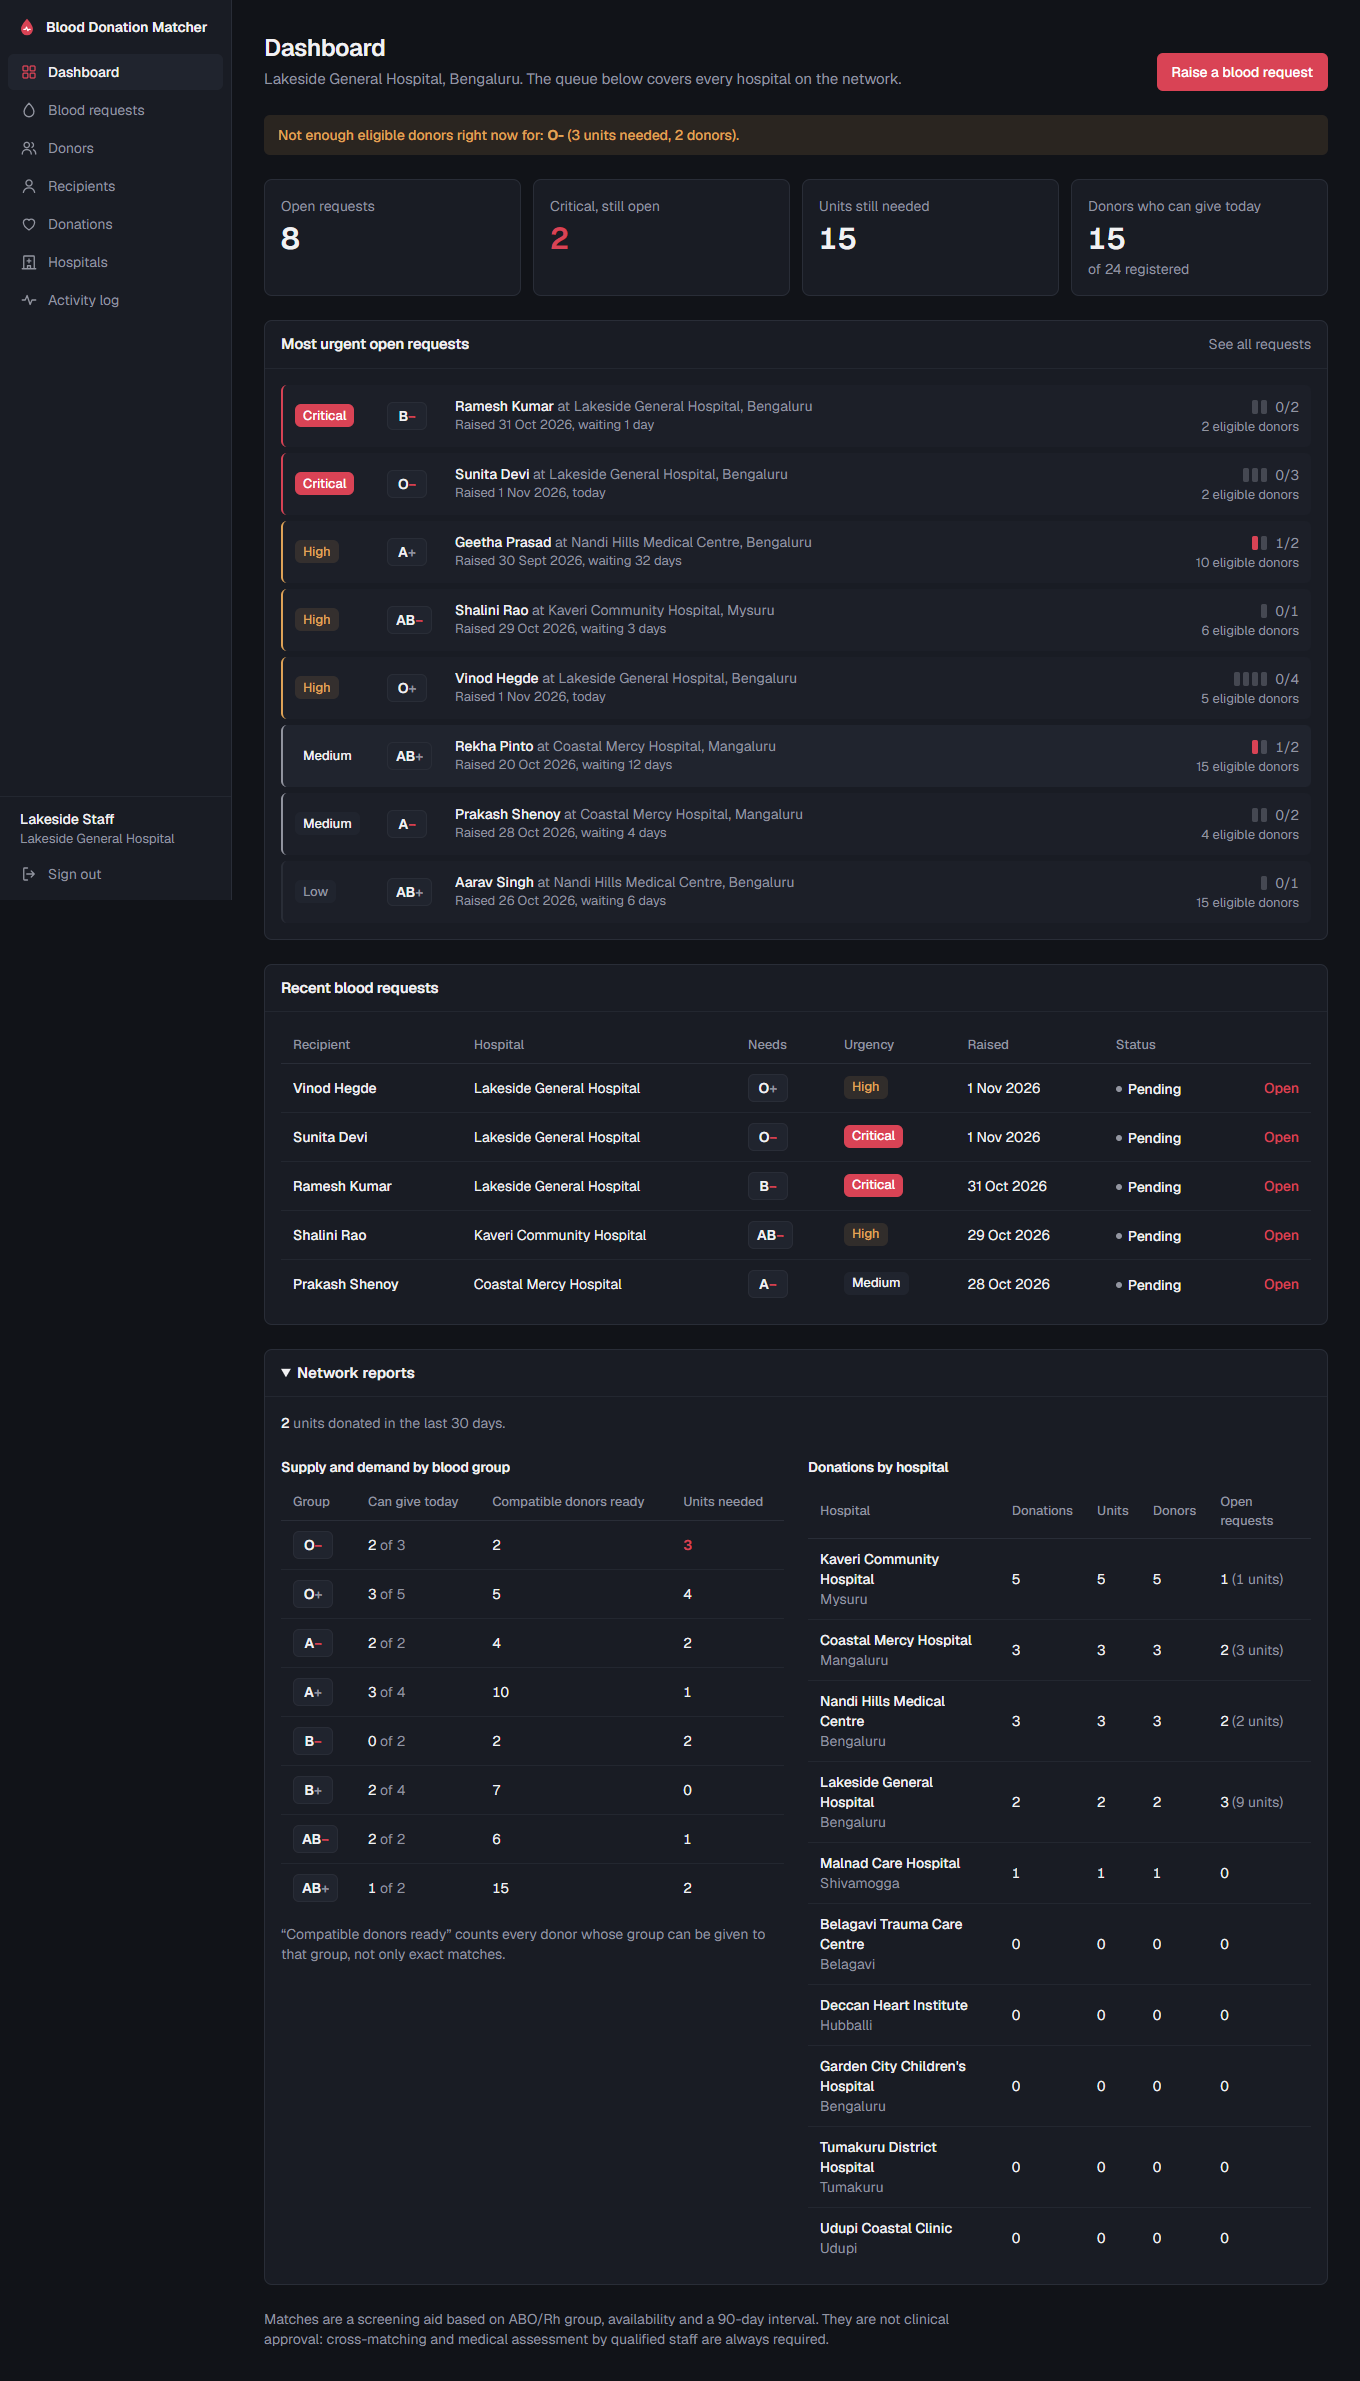 Blood Donation Matcher
Dashboard
Blood requests
Donors
Recipients
Donations
Hospitals
Activity log
Lakeside Staff
Lakeside General Hospital
Sign out
Dashboard
Lakeside General Hospital, Bengaluru. The queue below covers every hospital on the network.
Raise a blood request
Not enough eligible donors right now for: O- (3 units needed, 2 donors).
Open requests
8
Critical, still open
2
Units still needed
15
Donors who can give today
15
of 24 registered
Most urgent open requests
See all requests
Critical B− Ramesh Kumar at Lakeside General Hospital, Bengaluru 0/2
Raised 31 Oct 2026, waiting 1 day 2 eligible donors
Critical O− Sunita Devi at Lakeside General Hospital, Bengaluru 0/3
Raised 1 Nov 2026, today 2 eligible donors
High A+ Geetha Prasad at Nandi Hills Medical Centre, Bengaluru 1/2
Raised 30 Sept 2026, waiting 32 days 10 eligible donors
High AB− Shalini Rao at Kaveri Community Hospital, Mysuru 0/1
Raised 29 Oct 2026, waiting 3 days 6 eligible donors
High O+ Vinod Hegde at Lakeside General Hospital, Bengaluru 0/4
Raised 1 Nov 2026, today 5 eligible donors
Medium AB+ Rekha Pinto at Coastal Mercy Hospital, Mangaluru 1/2
Raised 20 Oct 2026, waiting 12 days 15 eligible donors
Medium A− Prakash Shenoy at Coastal Mercy Hospital, Mangaluru 0/2
Raised 28 Oct 2026, waiting 4 days 4 eligible donors
Low AB+ Aarav Singh at Nandi Hills Medical Centre, Bengaluru 0/1
Raised 26 Oct 2026, waiting 6 days 15 eligible donors
Recent blood requests
Recipient Hospital Needs Urgency Raised Status
Vinod Hegde Lakeside General Hospital O+ High 1 Nov 2026 Pending Open
Sunita Devi Lakeside General Hospital O− Critical 1 Nov 2026 Pending Open
Ramesh Kumar Lakeside General Hospital B− Critical 31 Oct 2026 Pending Open
Shalini Rao Kaveri Community Hospital AB− High 29 Oct 2026 Pending Open
Prakash Shenoy Coastal Mercy Hospital A− Medium 28 Oct 2026 Pending Open
▼ Network reports
2 units donated in the last 30 days.
Supply and demand by blood group
Group Can give today Compatible donors ready Units needed
O− 2 of 3 2 3
O+ 3 of 5 5 4
A− 2 of 2 4 2
A+ 3 of 4 10 1
B− 0 of 2 2 2
B+ 2 of 4 7 0
AB− 2 of 2 6 1
AB+ 1 of 2 15 2
“Compatible donors ready” counts every donor whose group can be given to
that group, not only exact matches.
Donations by hospital
Hospital Donations Units Donors Open
requests
Kaveri Community
Hospital 5 5 5 1 (1 units)
Mysuru
Coastal Mercy Hospital 3 3 3 2 (3 units)
Mangaluru
Nandi Hills Medical
Centre 3 3 3 2 (2 units)
Bengaluru
Lakeside General
Hospital 2 2 2 3 (9 units)
Bengaluru
Malnad Care Hospital 1 1 1 0
Shivamogga
Belagavi Trauma Care
Centre 0 0 0 0
Belagavi
Deccan Heart Institute 0 0 0 0
Hubballi
Garden City Children's
Hospital 0 0 0 0
Bengaluru
Tumakuru District
Hospital 0 0 0 0
Tumakuru
Udupi Coastal Clinic 0 0 0 0
Udupi
Matches are a screening aid based on ABO/Rh group, availability and a 90-day interval. They are not clinical
approval: cross-matching and medical assessment by qualified staff are always required.